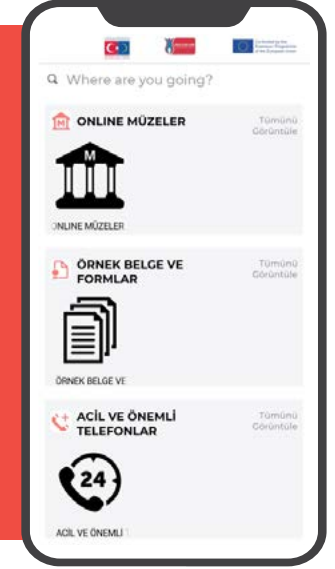 Where are you going?
ONLINE MÜZELER
Tümünü
Görüntüle
M
ONLINE MÜZELER
ÖRNEK BELGE VE
FORMLAR
Tümünü
Görüntüle
ÖRNEK BELGE VE
ACİL VE ÖNEMLİ
TELEFONLAR
Tümünü
Görüntüle
24
ACİL VE ÖNEMLİ